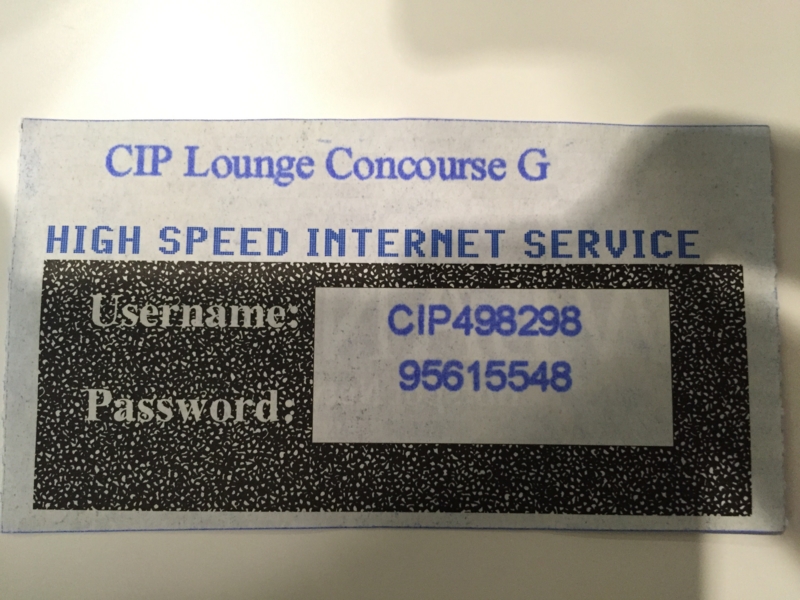 CIP Lounge Concourse G
HIGH SPEED INTERNET SERVICE
Username: CIP498298
95615548
Password: